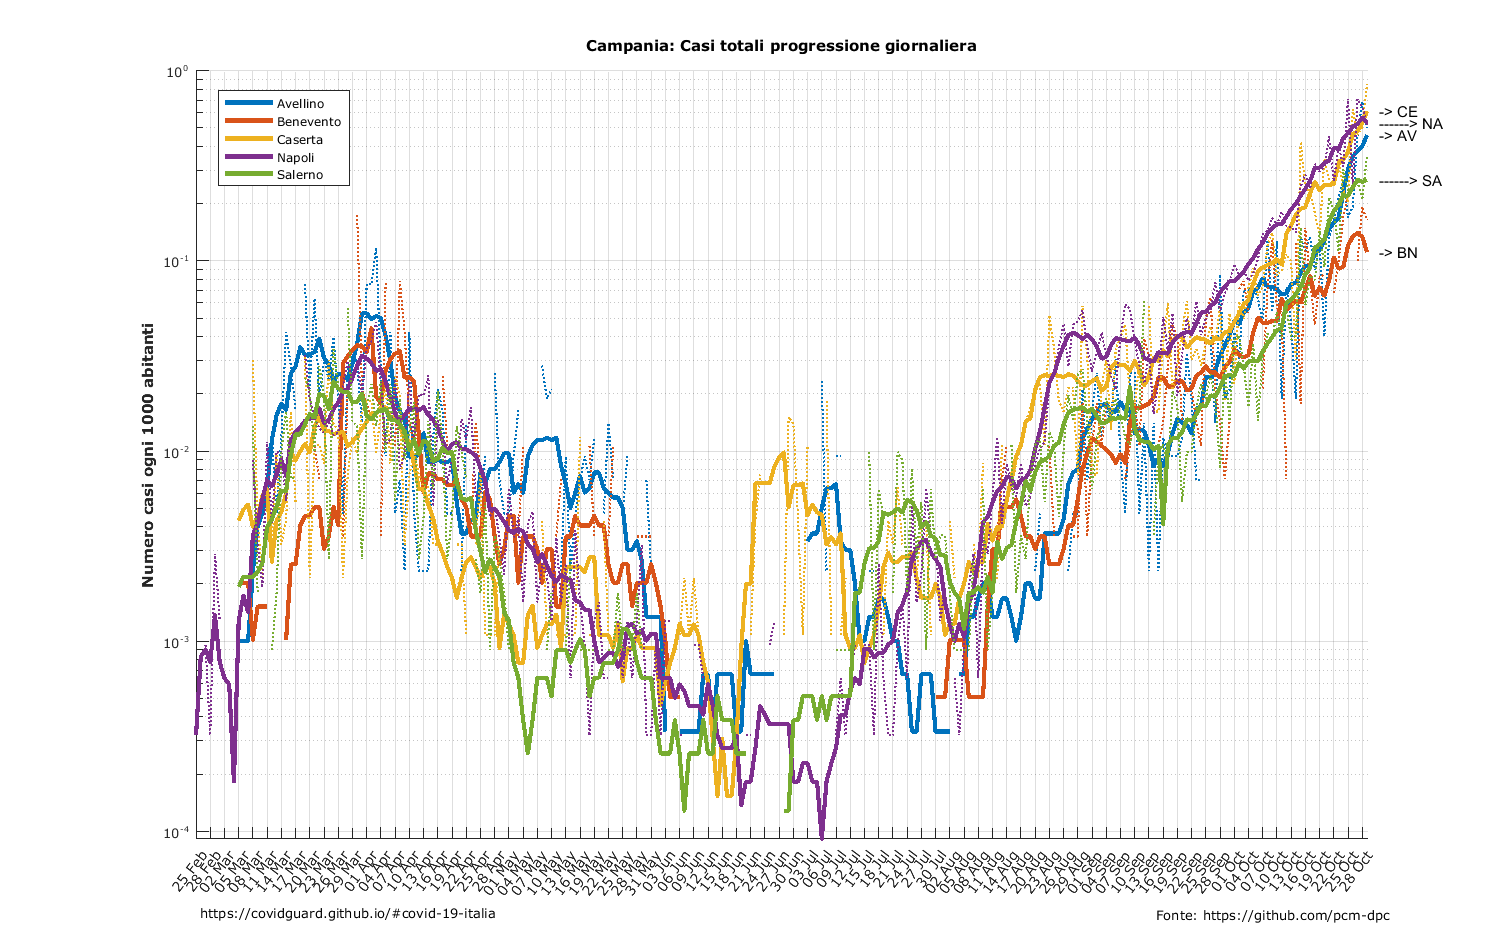 Campania: Casi totali progressione giornaliera
Numero casi ogni 1000 abitanti
10^0
10^-1
10^-2
10^-3
10^-4
Avellino
Benevento
Caserta
Napoli
Salerno
-> CE
------> NA
-> AV
------> SA
-> BN
25 Feb
28 Feb
02 Mar
05 Mar
08 Mar
11 Mar
14 Mar
17 Mar
20 Mar
23 Mar
26 Mar
29 Mar
01 Apr
04 Apr
07 Apr
10 Apr
13 Apr
16 Apr
19 Apr
22 Apr
25 Apr
28 Apr
01 May
04 May
07 May
10 May
13 May
16 May
19 May
22 May
25 May
28 May
31 May
03 Jun
06 Jun
09 Jun
12 Jun
15 Jun
18 Jun
21 Jun
24 Jun
27 Jun
30 Jun
03 Jul
06 Jul
09 Jul
12 Jul
15 Jul
18 Jul
21 Jul
24 Jul
27 Jul
30 Jul
02 Aug
05 Aug
08 Aug
11 Aug
14 Aug
17 Aug
20 Aug
23 Aug
26 Aug
29 Aug
01 Sep
04 Sep
07 Sep
10 Sep
13 Sep
16 Sep
19 Sep
22 Sep
25 Sep
28 Sep
01 Oct
04 Oct
07 Oct
10 Oct
13 Oct
16 Oct
19 Oct
22 Oct
25 Oct
28 Oct
https://covidguard.github.io/#covid-19-italia
Fonte: https://github.com/pcm-dpc